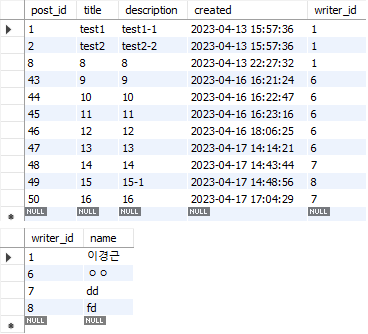 post_id title description created writer_id
1 test1 test1-1 2023-04-13 15:57:36 1
2 test2 test2-2 2023-04-13 15:57:36 1
8 8 8 2023-04-13 22:27:32 1
43 9 9 2023-04-16 16:21:24 6
44 10 10 2023-04-16 16:22:47 6
45 11 11 2023-04-16 16:23:16 6
46 12 12 2023-04-16 18:06:25 6
47 13 13 2023-04-17 14:14:21 6
48 14 14 2023-04-17 14:43:44 7
49 15 15-1 2023-04-17 14:48:56 8
50 16 16 2023-04-17 17:04:29 7
NULL NULL NULL NULL NULL
writer_id name
1 이경근
6 ㅇㅇ
7 dd
8 fd
NULL NULL